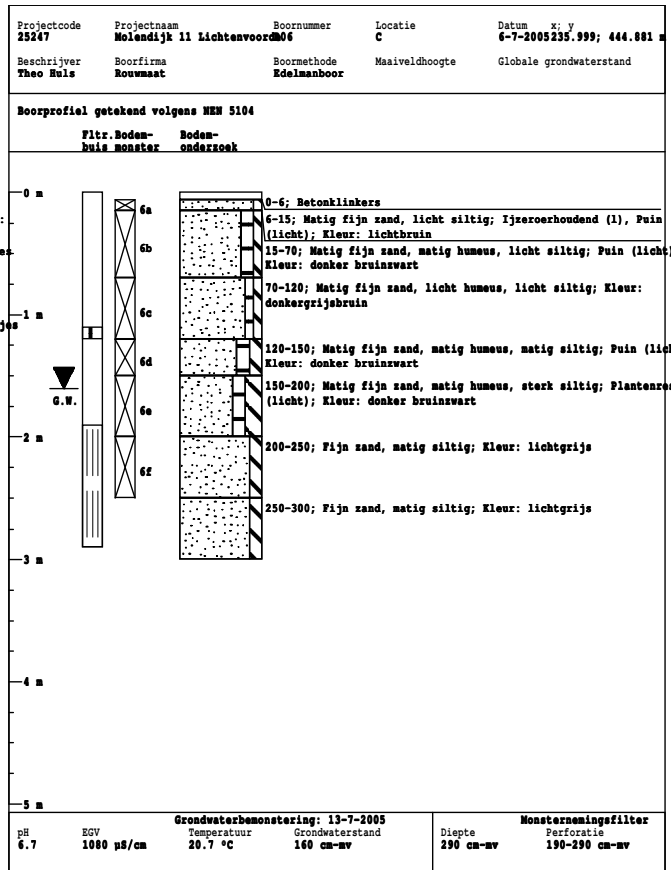 Projectcode Projectnaam Boornummer Locatie Datum x; y
25247 Molendijk 11 Lichtenvoorde B06 C 6-7-2005 235.999; 444.881 m
Beschrijver Boorfirma Boormethode Maaiveldhoogte Globale grondwaterstand
Theo Huls Rouwmaat Edelmanboor
Boorprofiel getekend volgens NEN 5104
Fltr. Bodem- Bodem-
buis monster onderzoek
0 m
0-6; Betonklinkers
6a
6-15; Matig fijn zand, licht siltig; Ijzeroerhoudend (1), Puin
(licht); Kleur: lichtbruin
6b
15-70; Matig fijn zand, matig humeus, licht siltig; Puin (licht)
Kleur: donker bruinzwart
70-120; Matig fijn zand, licht humeus, licht siltig; Kleur:
donkergrijsbruin
6c
1 m
120-150; Matig fijn zand, matig humeus, matig siltig; Puin (lich
Kleur: donker bruinzwart
6d
150-200; Matig fijn zand, matig humeus, sterk siltig; Plantenres
(licht); Kleur: donker bruinzwart
G.W.
6e
2 m
200-250; Fijn zand, matig siltig; Kleur: lichtgrijs
6f
250-300; Fijn zand, matig siltig; Kleur: lichtgrijs
3 m
4 m
5 m
Grondwaterbemonstering: 13-7-2005 Monsternemingsfilter
pH EGV Temperatuur Grondwaterstand Diepte Perforatie
6.7 1080 µS/cm 20.7 °C 160 cm-mv 290 cm-mv 190-290 cm-mv